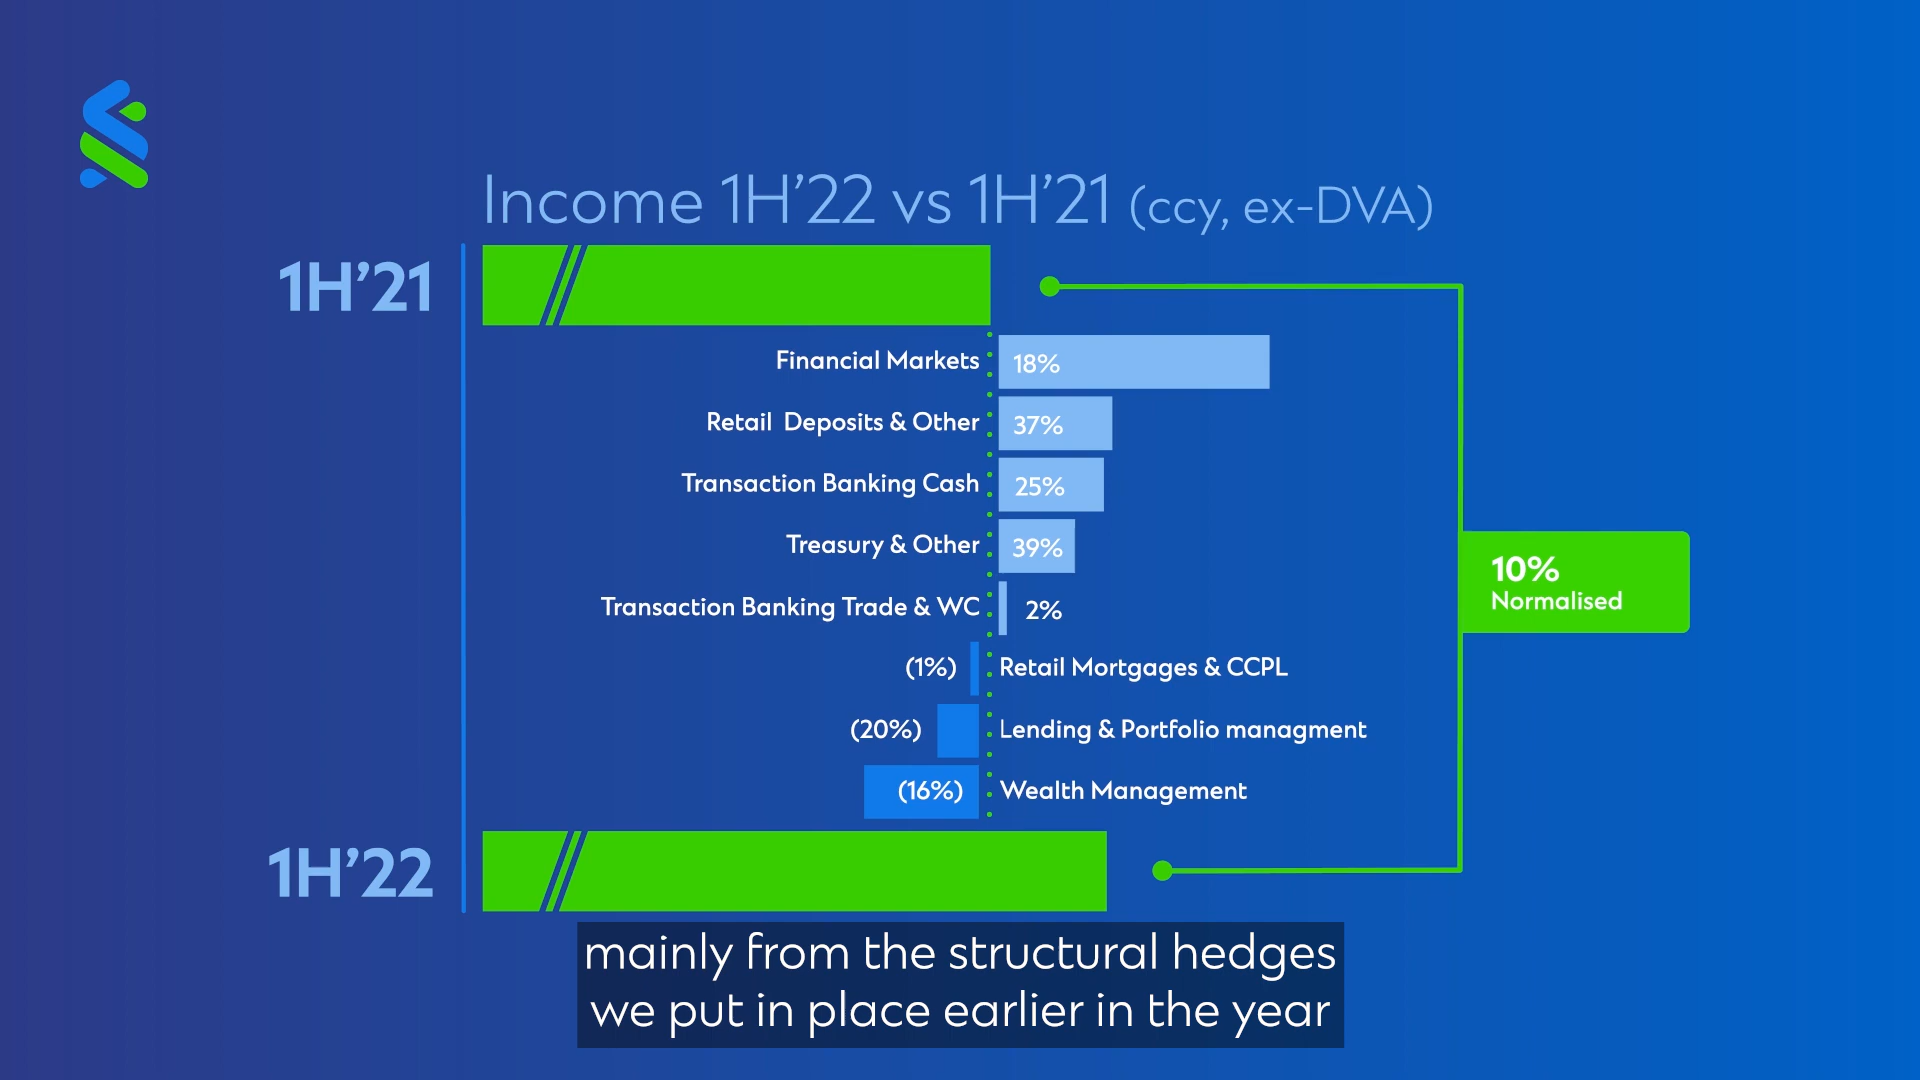 Income 1H’22 vs 1H’21 (ccy, ex-DVA)
1H’21
Financial Markets 18%
Retail Deposits & Other 37%
Transaction Banking Cash 25%
Treasury & Other 39%
Transaction Banking Trade & WC 2%
10%
Normalised
(1%) Retail Mortgages & CCPL
(20%) Lending & Portfolio managment
(16%) Wealth Management
1H’22
mainly from the structural hedges
we put in place earlier in the year